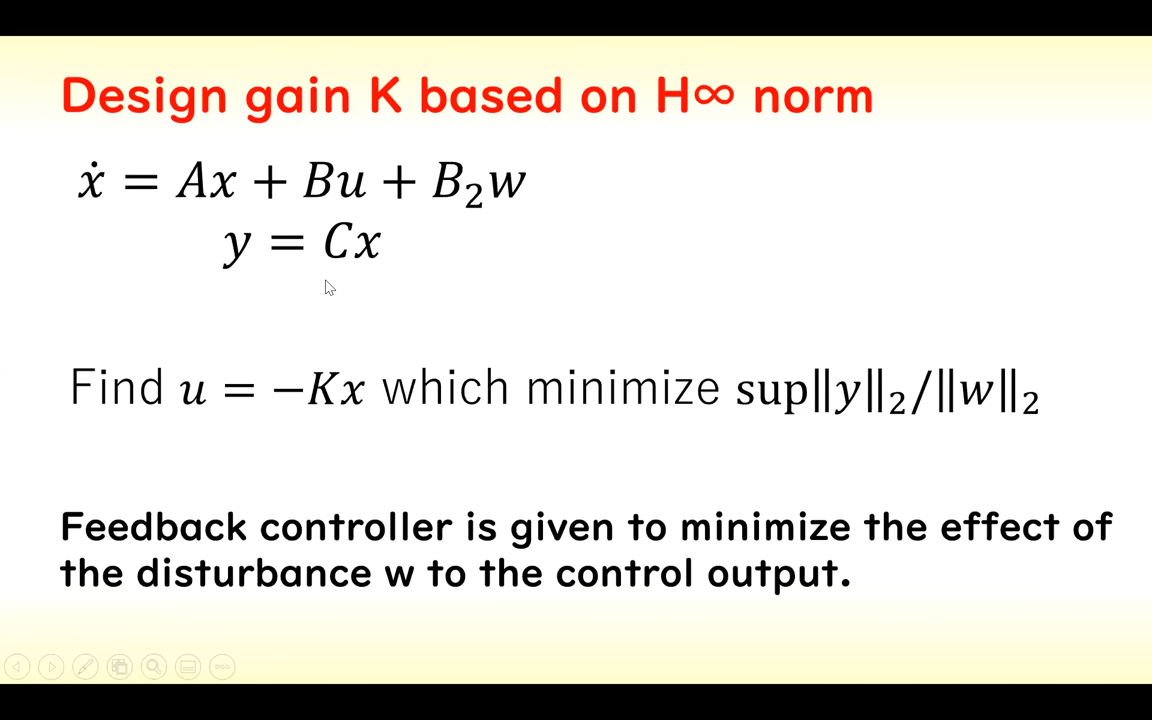 Design gain K based on H∞ norm
ẋ = Ax + Bu + B₂w
y = Cx
Find u = −Kx which minimize sup‖y‖₂/‖w‖₂
Feedback controller is given to minimize the effect of
the disturbance w to the control output.